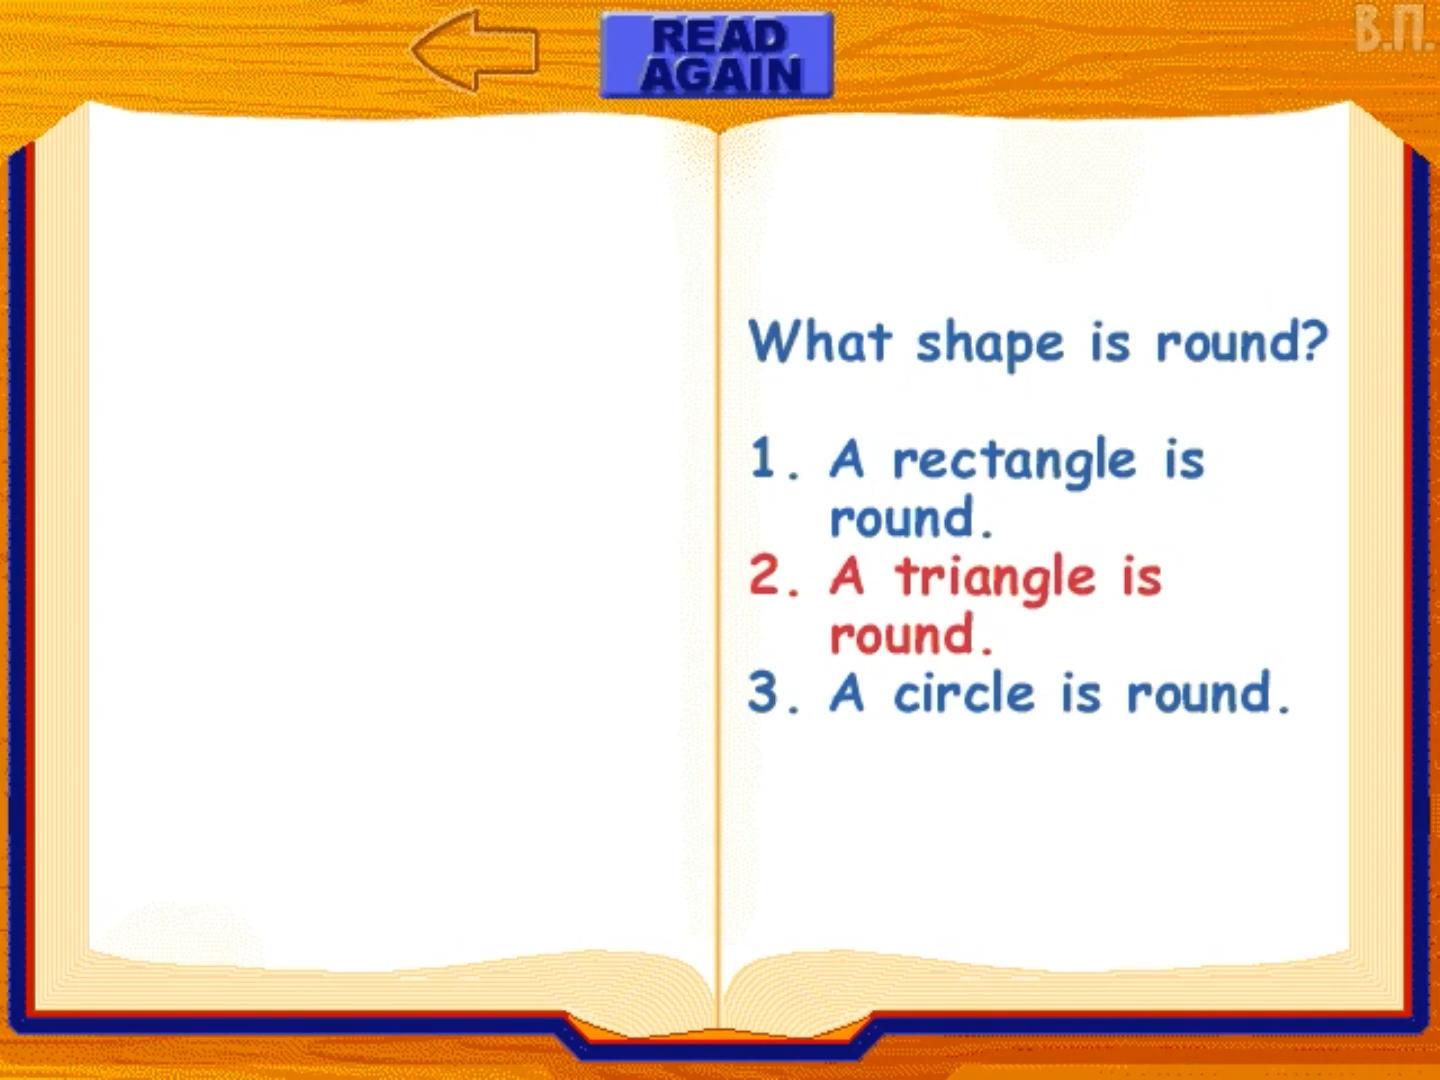 READ
AGAIN
В.П.
What shape is round?
1. A rectangle is
round.
2. A triangle is
round.
3. A circle is round.